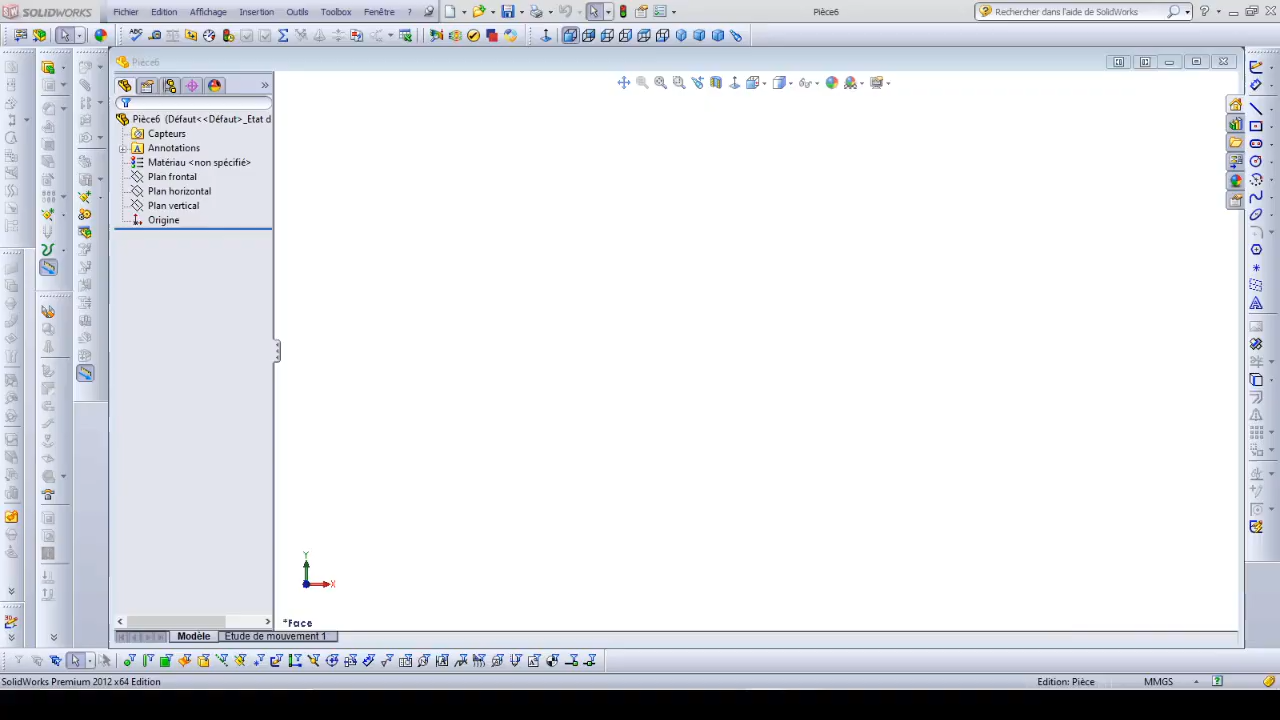 SOLIDWORKS Fichier Edition Affichage Insertion Outils Toolbox Fenêtre ? Pièce6 Rechercher dans l'aide de SolidWorks ?
Pièce6
Pièce6 (Défaut<<Défaut>_Etat d
Capteurs
Annotations
Matériau <non spécifié>
Plan frontal
Plan horizontal
Plan vertical
Origine
Y
X
*Face
Modèle Etude de mouvement 1
SolidWorks Premium 2012 x64 Edition Edition: Pièce MMGS